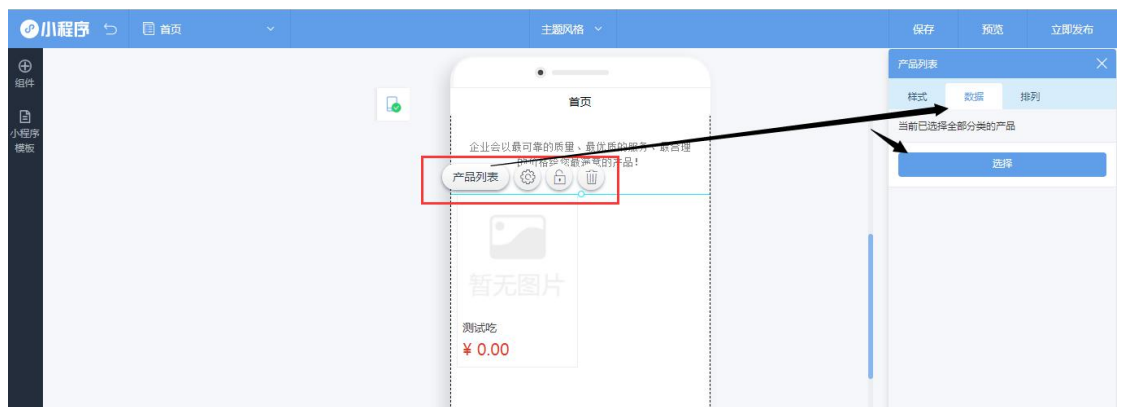 小程序
首页
主题风格
保存
预览
立即发布
组件
小程序
模板
首页
企业会以最可靠的质量、最优质的服务、最合理
的价格给您最满意的产品!
产品列表
暂无图片
测试吃
¥ 0.00
产品列表
样式
数据
排列
当前已选择全部分类的产品
选择